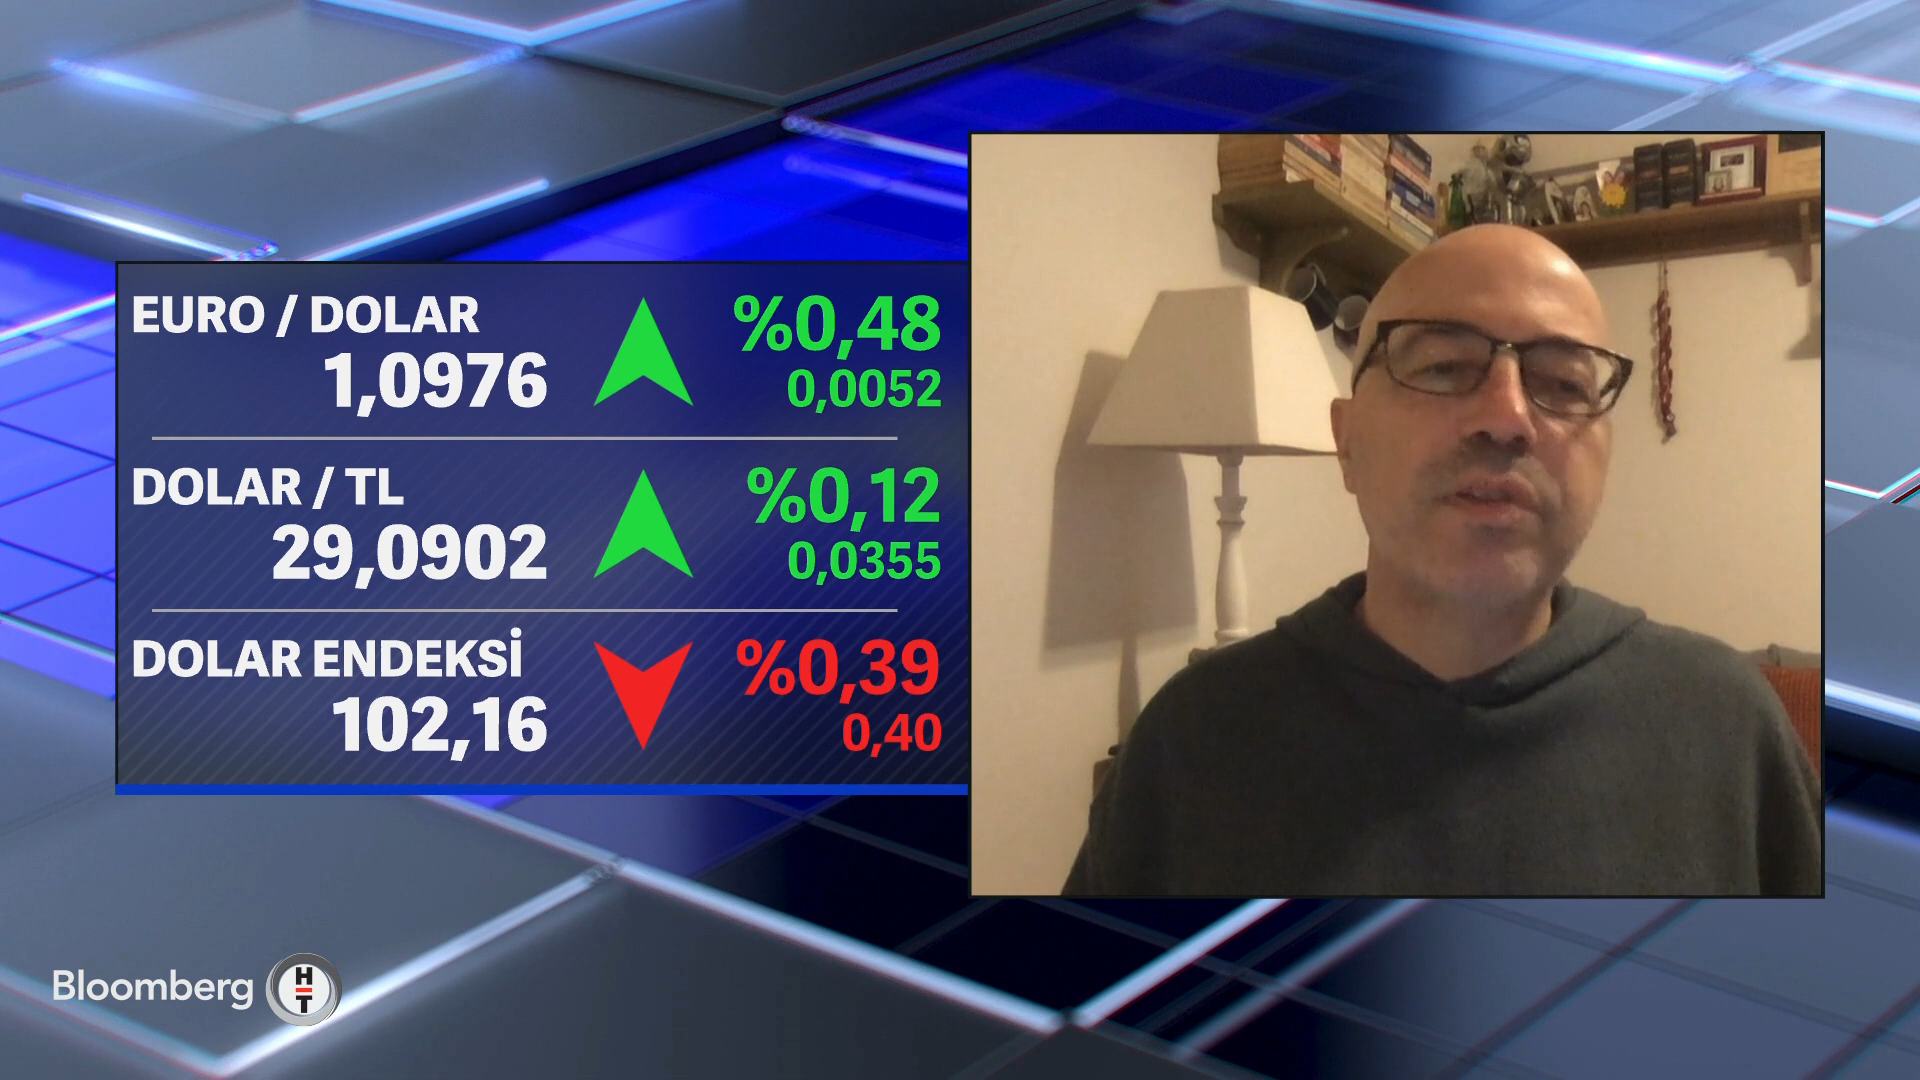 EURO / DOLAR
1,0976
%0,48
0,0052
DOLAR / TL
29,0902
%0,12
0,0355
DOLAR ENDEKSİ
102,16
%0,39
0,40
Bloomberg HT